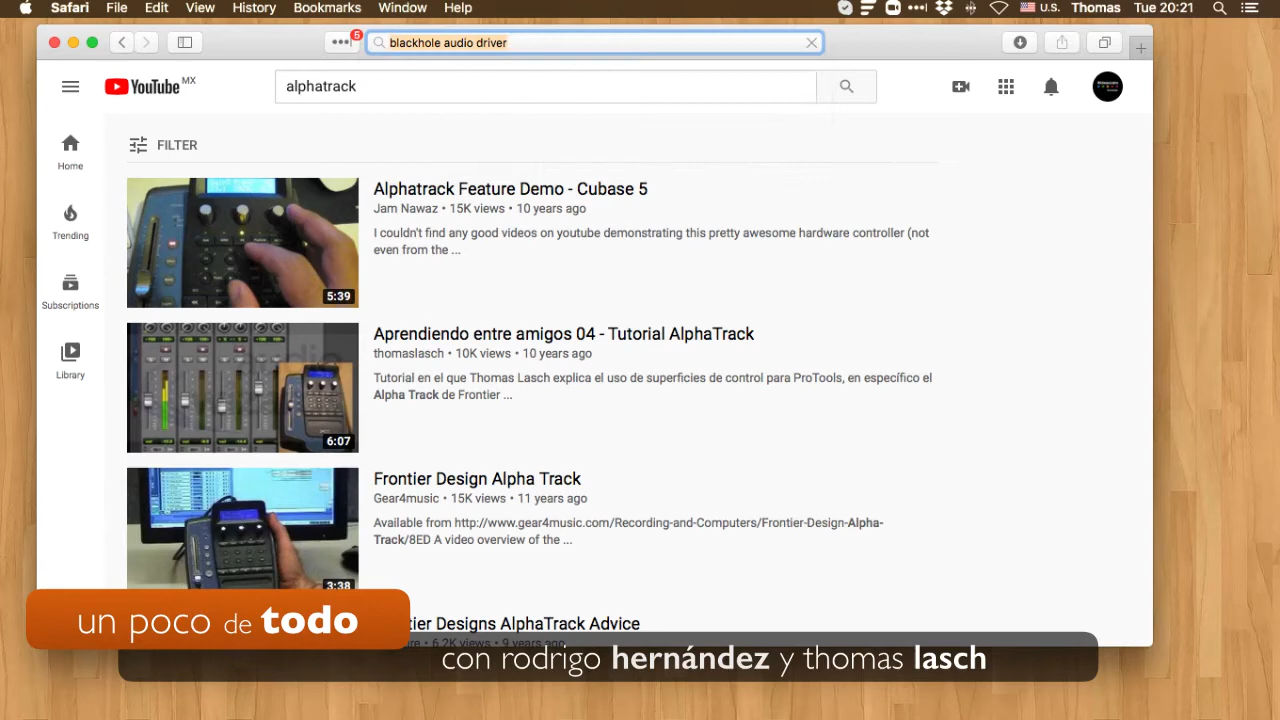 Safari File Edit View History Bookmarks Window Help U.S. Thomas Tue 20:21
5
blackhole audio driver
YouTube MX
alphatrack
FILTER
Home
Trending
Subscriptions
Library
Alphatrack Feature Demo - Cubase 5
Jam Nawaz • 15K views • 10 years ago
I couldn't find any good videos on youtube demonstrating this pretty awesome hardware controller (not
even from the ...
5:39
Aprendiendo entre amigos 04 - Tutorial AlphaTrack
thomaslasch • 10K views • 10 years ago
Tutorial en el que Thomas Lasch explica el uso de superficies de control para ProTools, en específico el
Alpha Track de Frontier ...
6:07
Frontier Design Alpha Track
Gear4music • 15K views • 11 years ago
Available from http://www.gear4music.com/Recording-and-Computers/Frontier-Design-Alpha-
Track/8ED A video overview of the ...
3:38
tier Designs AlphaTrack Advice
6.2K views • 9 years ago
un poco de todo
con rodrigo hernández y thomas lasch